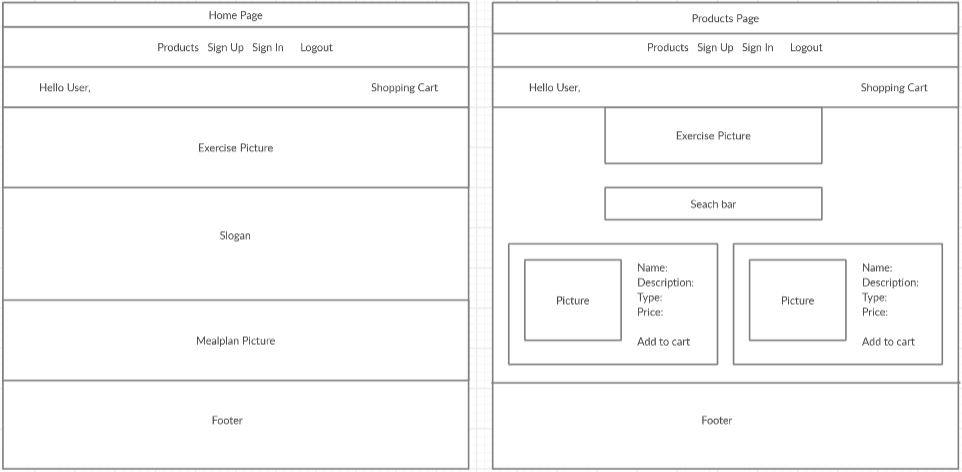 Home Page
Products Sign Up Sign In Logout
Hello User, Shopping Cart
Exercise Picture
Slogan
Mealplan Picture
Footer
Products Page
Products Sign Up Sign In Logout
Hello User, Shopping Cart
Exercise Picture
Seach bar
Picture
Name:
Description:
Type:
Price:
Add to cart
Picture
Name:
Description:
Type:
Price:
Add to cart
Footer